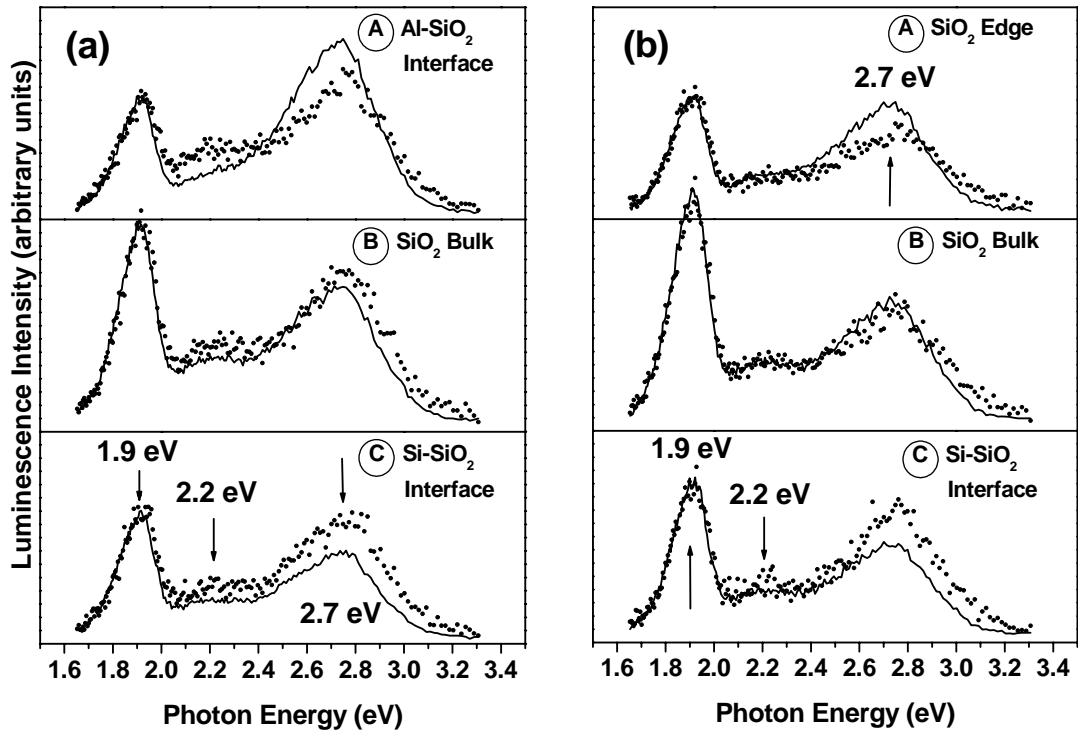 Luminescence Intensity (arbitrary units)
(a)
A Al-SiO₂
Interface
B SiO₂ Bulk
C Si-SiO₂
Interface
1.9 eV
2.2 eV
2.7 eV
1.6 1.8 2.0 2.2 2.4 2.6 2.8 3.0 3.2 3.4
Photon Energy (eV)
(b)
A SiO₂ Edge
2.7 eV
B SiO₂ Bulk
C Si-SiO₂
Interface
1.9 eV
2.2 eV
1.6 1.8 2.0 2.2 2.4 2.6 2.8 3.0 3.2 3.4
Photon Energy (eV)